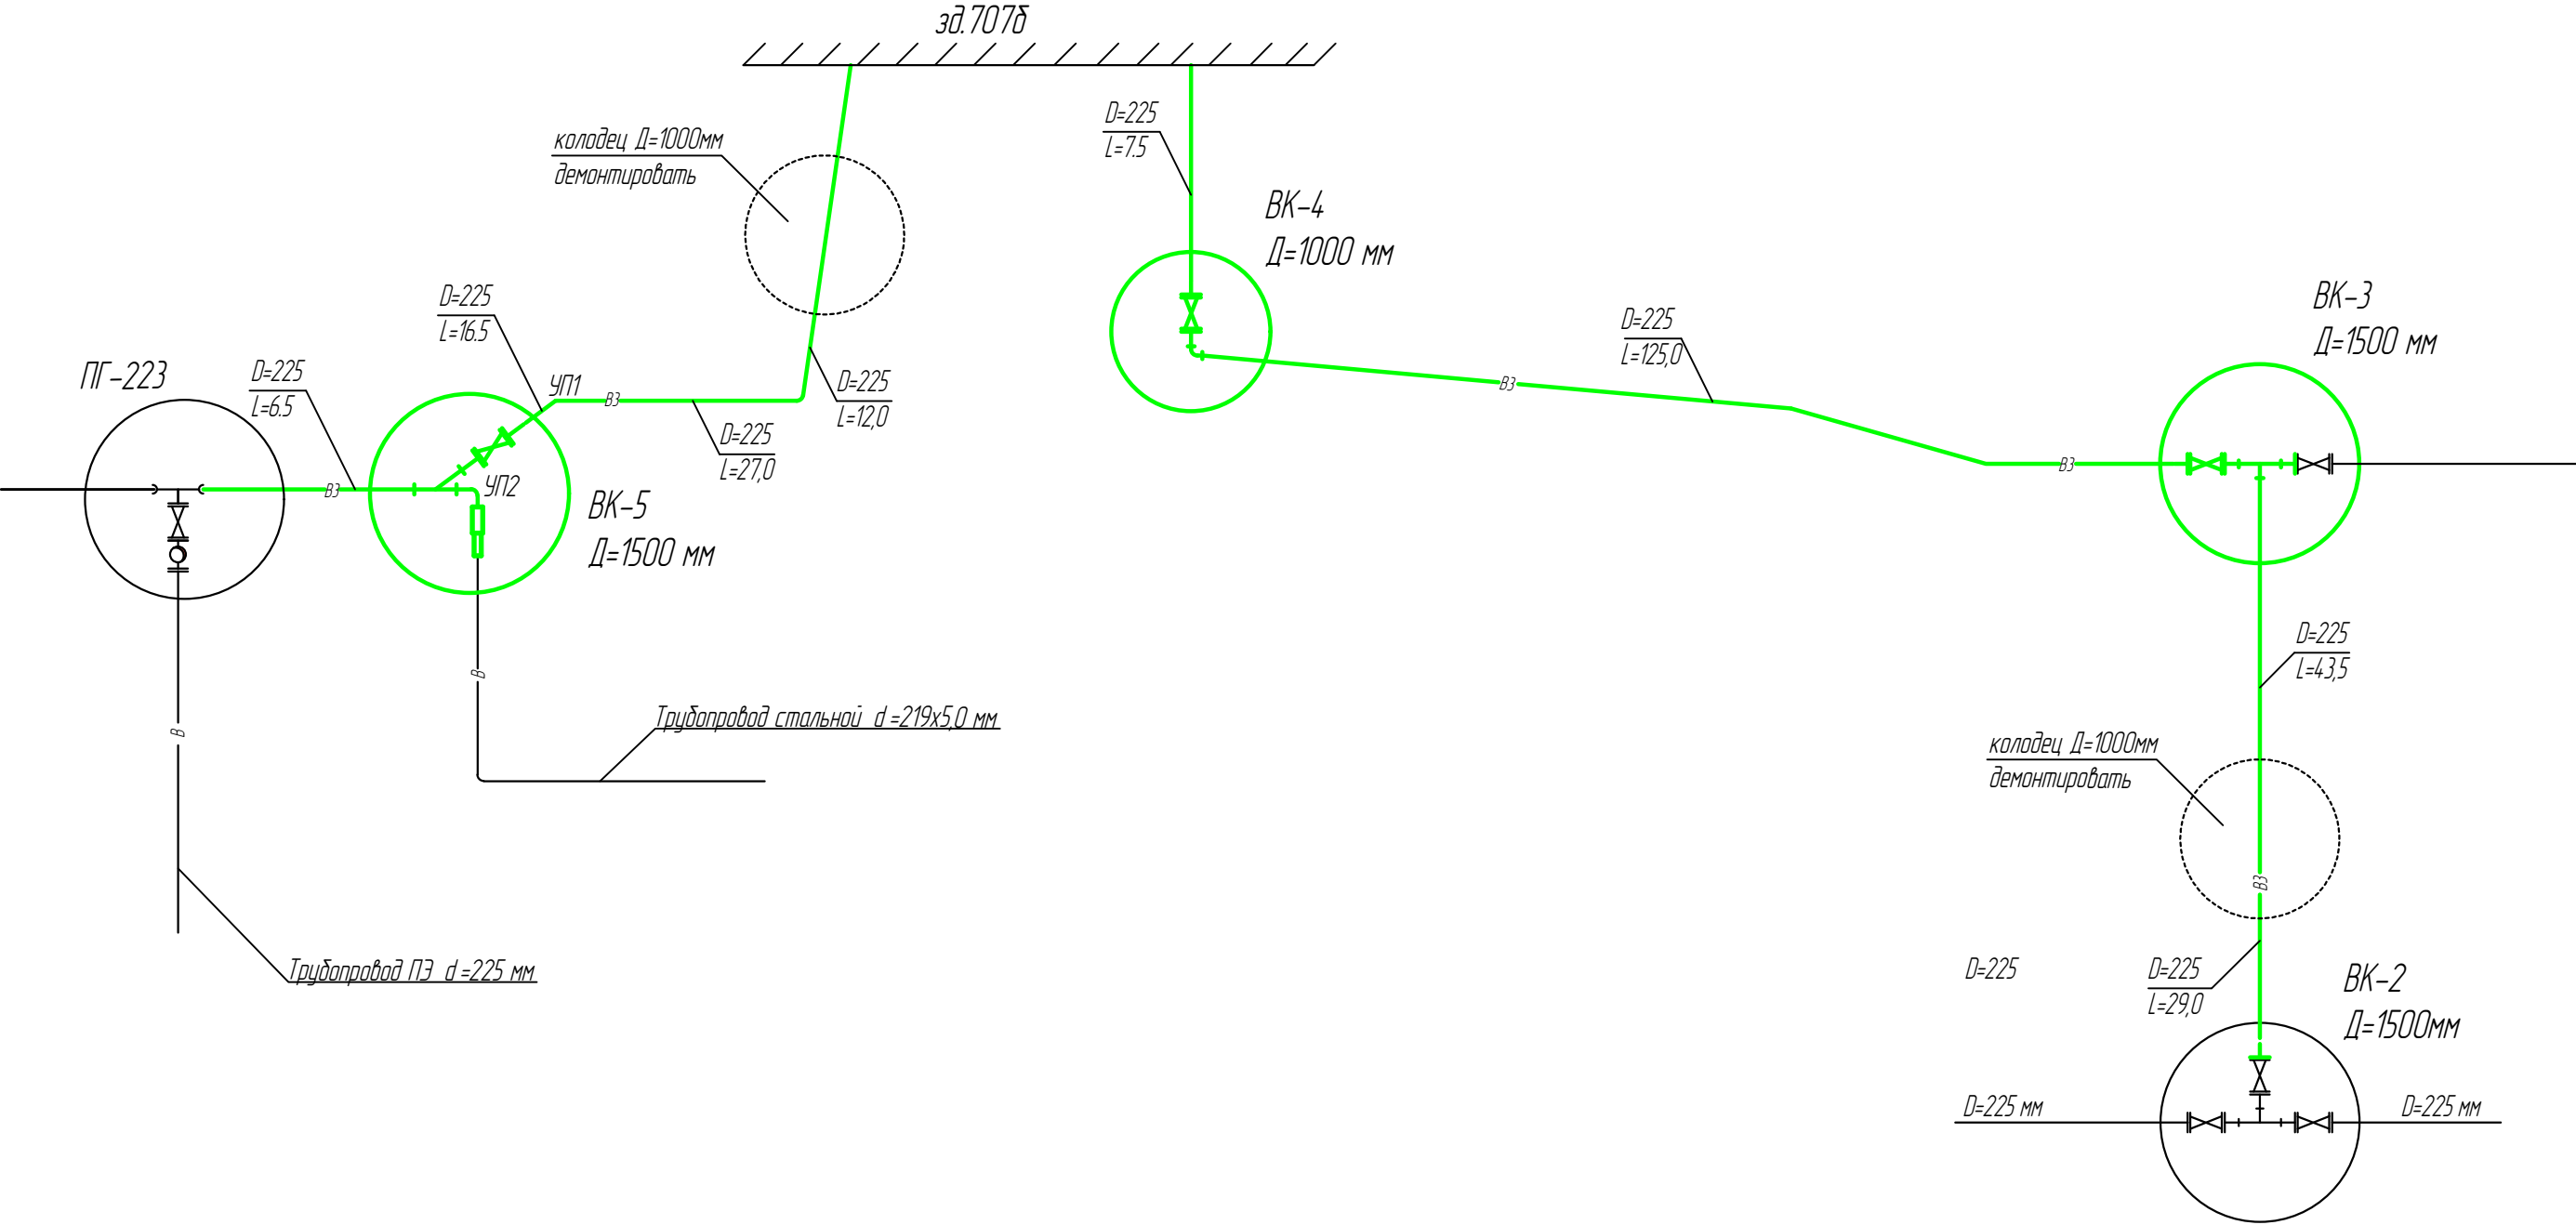 зд.707б
D=225
L=7.5
колодец Д=1000мм
демонтировать
ВК-4
Д=1000 мм
D=225
L=16.5
ВК-3
Д=1500 мм
D=225
L=125,0
ПГ-223
D=225
L=6.5
УП1
В3
D=225
L=12,0
D=225
L=27,0
В3
В3
В3
УП2
ВК-5
Д=1500 мм
D=225
L=43,5
В
В
Трубопровод стальной d =219х5,0 мм
колодец Д=1000мм
демонтировать
В3
Трубопровод ПЭ d =225 мм
D=225
D=225
L=29,0
ВК-2
Д=1500мм
D=225 мм
D=225 мм